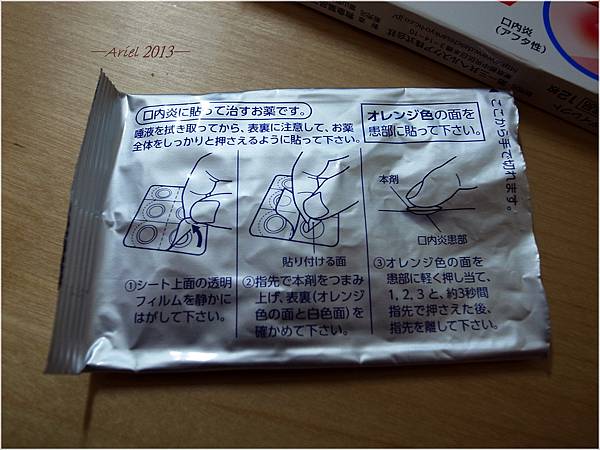 —Ariel 2013—
口内炎
(アフタ性)
口内炎に貼って治すお薬です。
唾液を拭き取ってから、表裏に注意して、お薬
全体をしっかりと押さえるように貼って下さい。
オレンジ色の面を
患部に貼って下さい。
ここから手で切れます。
貼り付ける面
本剤
口内炎患部
①シート上面の透明
フィルムを静かに
はがして下さい。
②指先で本剤をつまみ
上げ、表裏(オレンジ
色の面と白色面)を
確かめて下さい。
③オレンジ色の面を
患部に軽く押し当て、
1, 2, 3 と、約3秒間
指先で押さえた後、
指先を離して下さい。